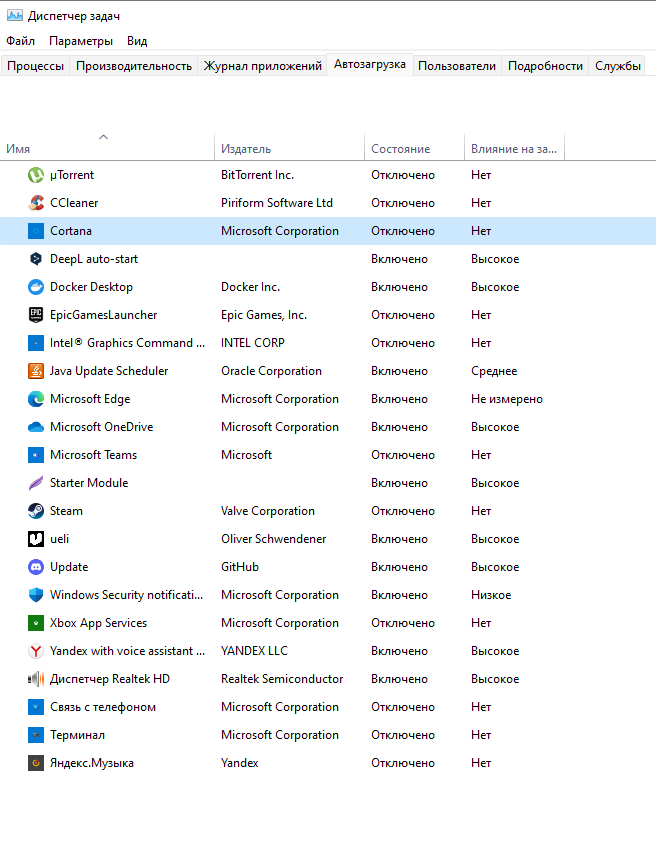 Диспетчер задач
Файл Параметры Вид
Процессы Производительность Журнал приложений Автозагрузка Пользователи Подробности Службы
Имя Издатель Состояние Влияние на за...
µTorrent BitTorrent Inc. Отключено Нет
CCleaner Piriform Software Ltd Отключено Нет
Cortana Microsoft Corporation Отключено Нет
DeepL auto-start Включено Высокое
Docker Desktop Docker Inc. Включено Высокое
EpicGamesLauncher Epic Games, Inc. Отключено Нет
Intel® Graphics Command ... INTEL CORP Отключено Нет
Java Update Scheduler Oracle Corporation Включено Среднее
Microsoft Edge Microsoft Corporation Включено Не измерено
Microsoft OneDrive Microsoft Corporation Включено Высокое
Microsoft Teams Microsoft Отключено Нет
Starter Module Включено Высокое
Steam Valve Corporation Отключено Нет
ueli Oliver Schwendener Включено Высокое
Update GitHub Включено Высокое
Windows Security notificati... Microsoft Corporation Включено Низкое
Xbox App Services Microsoft Corporation Отключено Нет
Yandex with voice assistant ... YANDEX LLC Включено Высокое
Диспетчер Realtek HD Realtek Semiconductor Включено Высокое
Связь с телефоном Microsoft Corporation Отключено Нет
Терминал Microsoft Corporation Отключено Нет
Яндекс.Музыка Yandex Отключено Нет